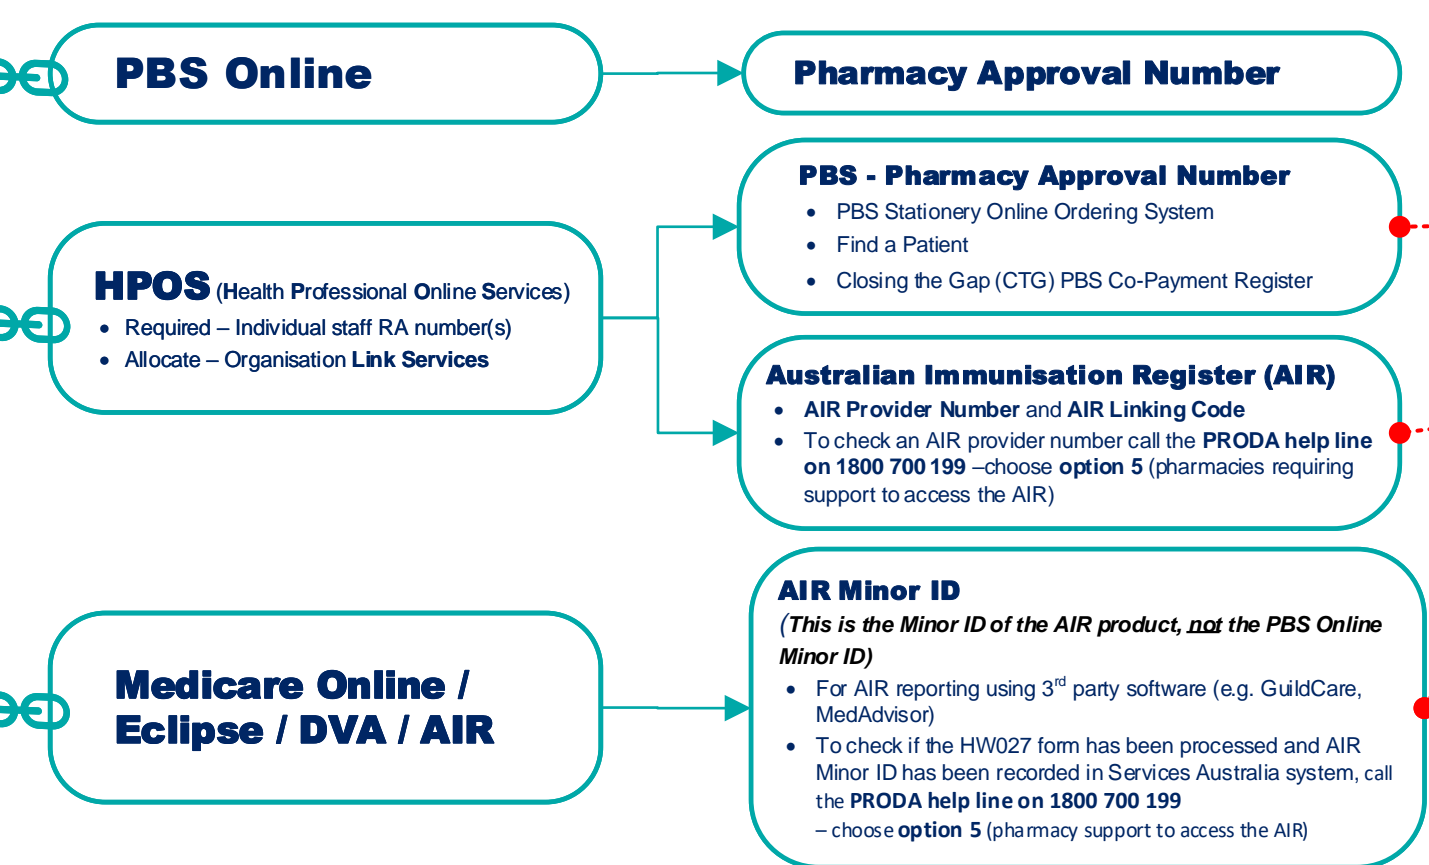 PBS Online
Pharmacy Approval Number
PBS - Pharmacy Approval Number
• PBS Stationery Online Ordering System
• Find a Patient
• Closing the Gap (CTG) PBS Co-Payment Register
HPOS (Health Professional Online Services)
• Required – Individual staff RA number(s)
• Allocate – Organisation Link Services
Australian Immunisation Register (AIR)
• AIR Provider Number and AIR Linking Code
• To check an AIR provider number call the PRODA help line
on 1800 700 199 –choose option 5 (pharmacies requiring
support to access the AIR)
Medicare Online /
Eclipse / DVA / AIR
AIR Minor ID
(This is the Minor ID of the AIR product, not the PBS Online
Minor ID)
• For AIR reporting using 3rd party software (e.g. GuildCare,
MedAdvisor)
• To check if the HW027 form has been processed and AIR
Minor ID has been recorded in Services Australia system, call
the PRODA help line on 1800 700 199
– choose option 5 (pharmacy support to access the AIR)